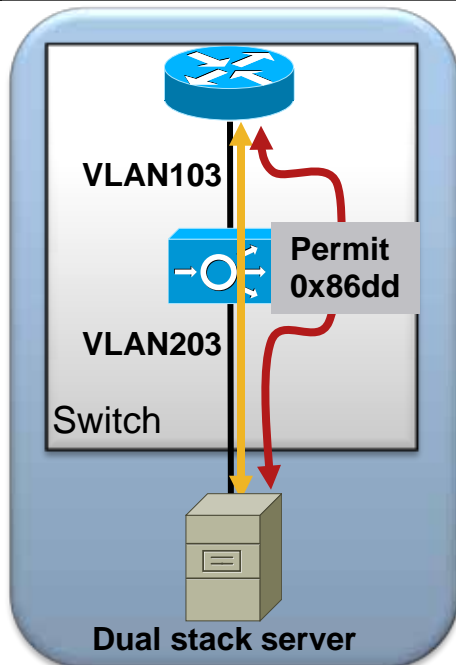 VLAN103
Permit
0x86dd
VLAN203
Switch
Dual stack server